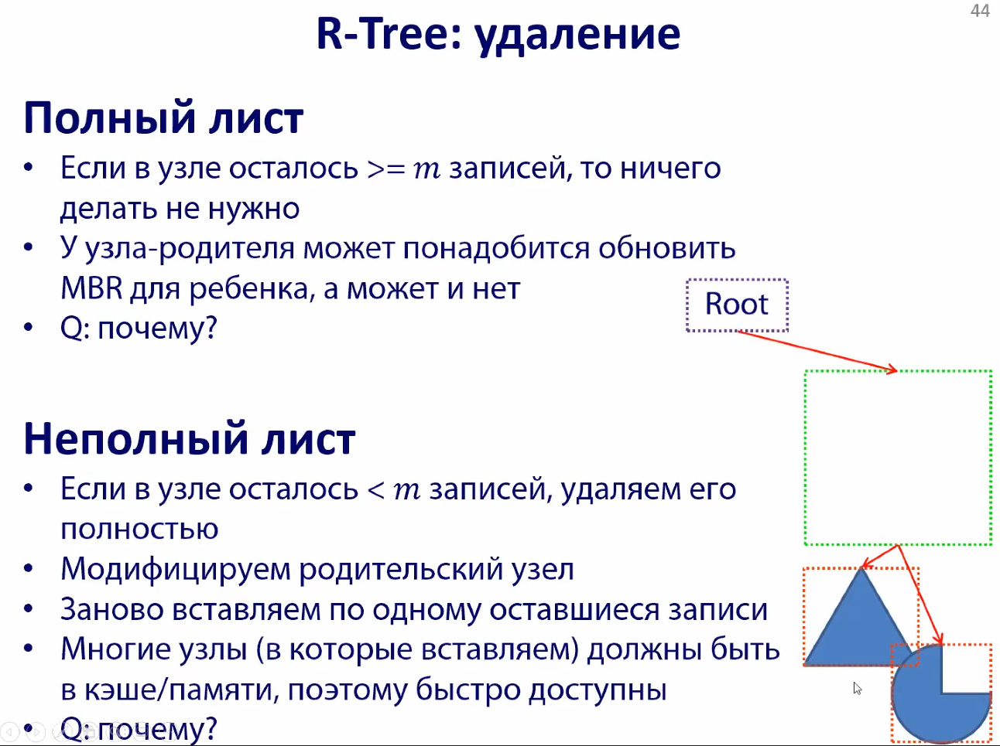 44
R-Tree: удаление
Полный лист
• Если в узле осталось >= m записей, то ничего
делать не нужно
• У узла-родителя может понадобится обновить
MBR для ребенка, а может и нет
• Q: почему?
Root
Неполный лист
• Если в узле осталось < m записей, удаляем его
полностью
• Модифицируем родительский узел
• Заново вставляем по одному оставшиеся записи
• Многие узлы (в которые вставляем) должны быть
в кэше/памяти, поэтому быстро доступны
• Q: почему?